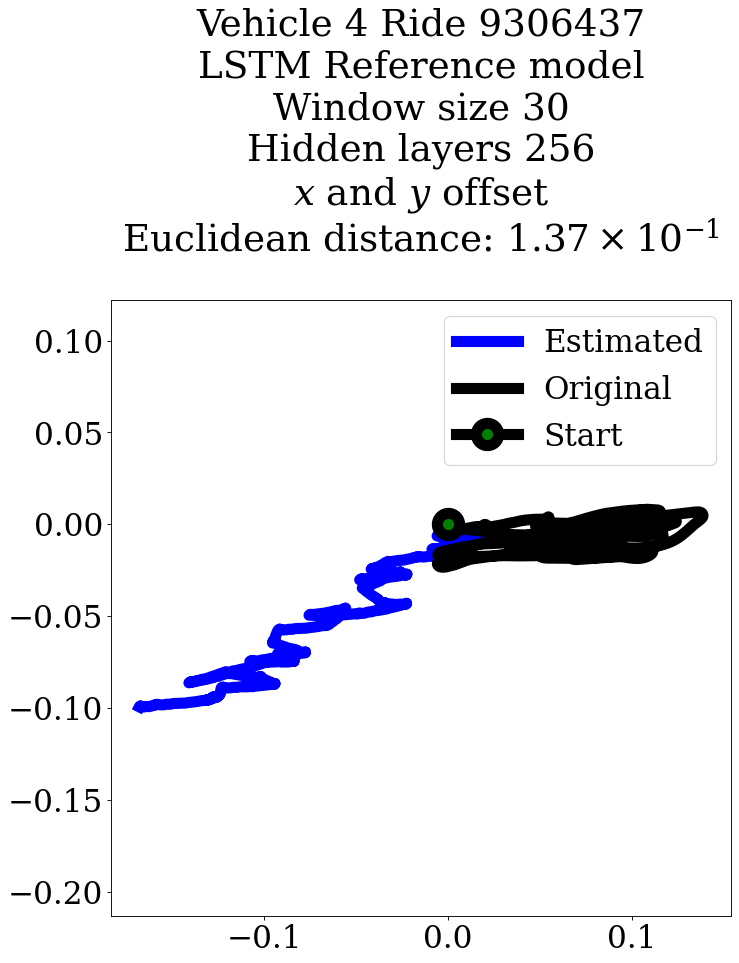 Vehicle 4 Ride 9306437
LSTM Reference model
Window size 30
Hidden layers 256
x and y offset
Euclidean distance: 1.37 × 10⁻¹
Estimated
Original
Start
0.10
0.05
0.00
−0.05
−0.10
−0.15
−0.20
−0.1 0.0 0.1